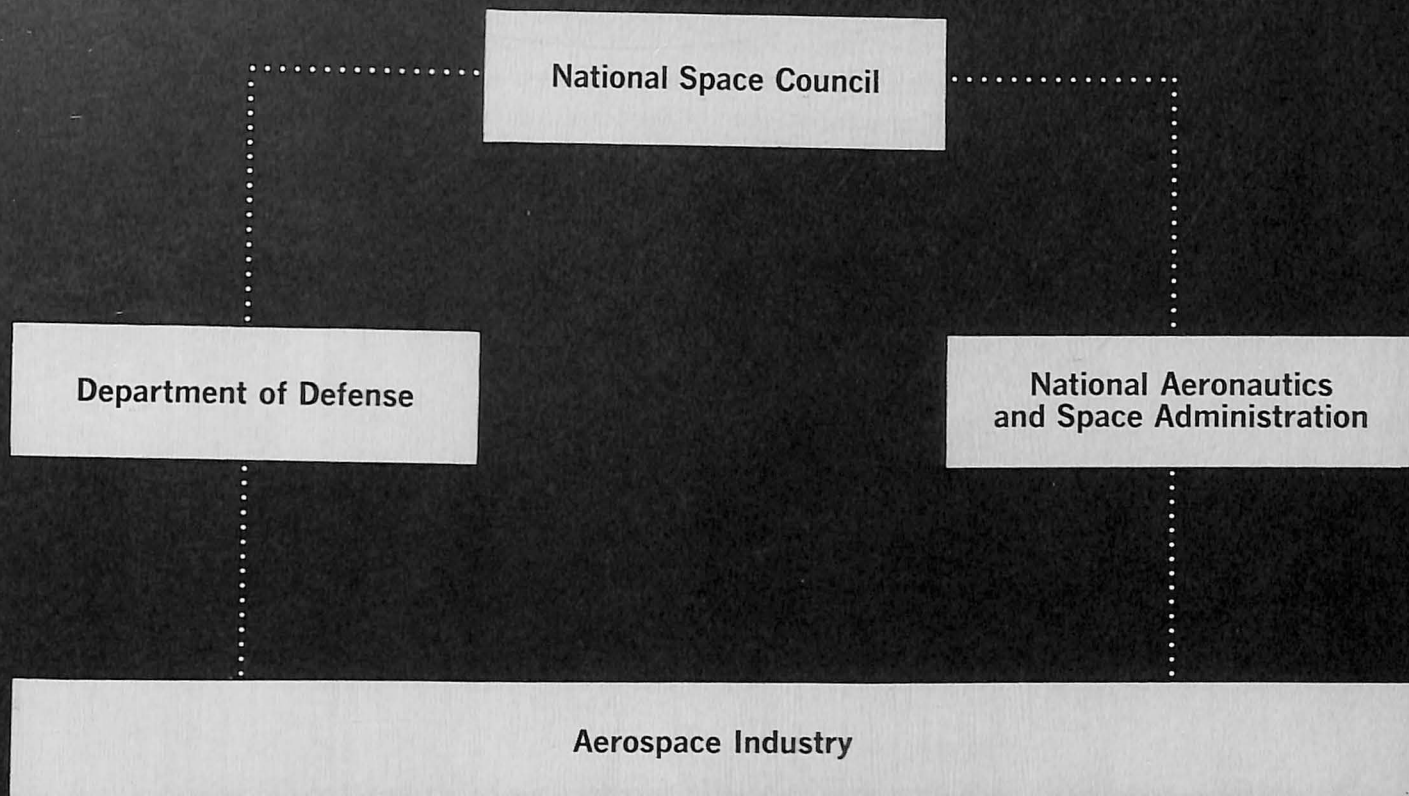 National Space Council
Department of Defense
National Aeronautics
and Space Administration
Aerospace Industry